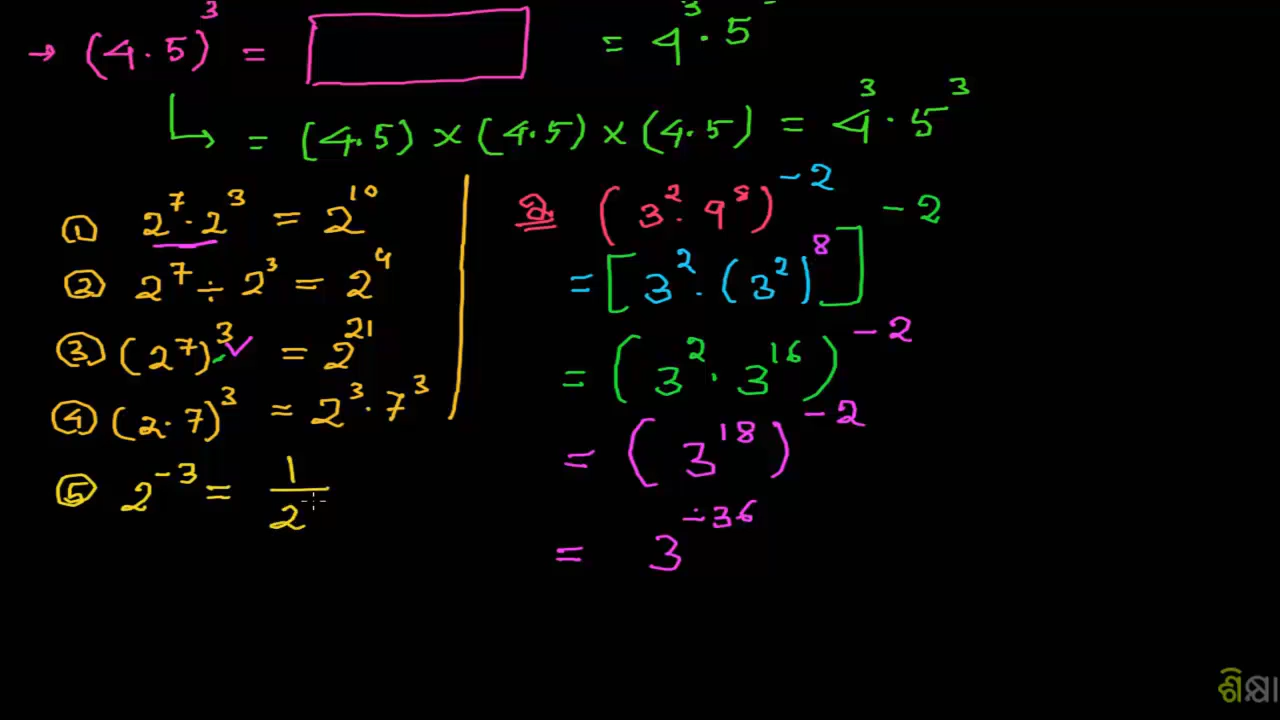 → (4·5)³ = = 4³·5
= (4·5) × (4·5) × (4·5) = 4³·5³
① 2⁷·2³ = 2¹⁰
② 2⁷ ÷ 2³ = 2⁴
③ (2⁷)³ ✓ = 2²¹
④ (2·7)³ = 2³·7³
⑤ 2⁻³ = 1/2
(3²·9⁸)⁻²
= [3²·(3²)⁸]⁻²
= (3²·3¹⁶)⁻²
= (3¹⁸)⁻²
= 3⁻³⁶
ଶିକ୍ଷା